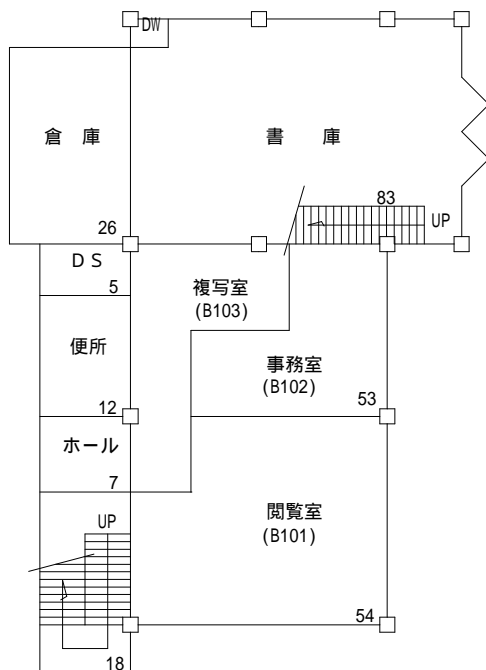 DW
倉 庫
書 庫
83
UP
26
ＤＳ
5
複写室
(B103)
便所
事務室
(B102)
53
12
ホール
7
閲覧室
(B101)
UP
54
18